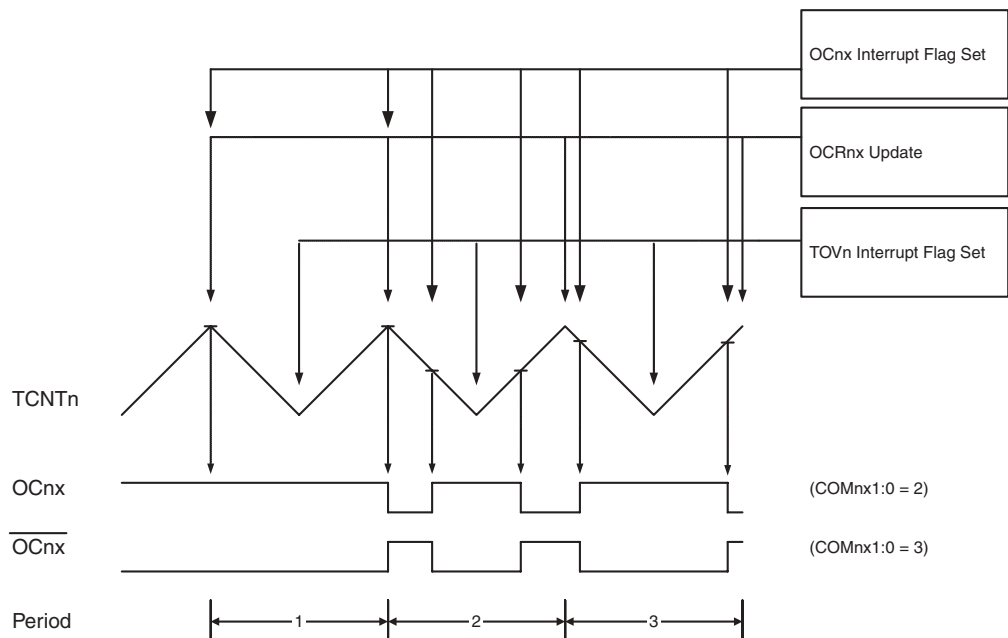 OCnx Interrupt Flag Set
OCRnx Update
TOVn Interrupt Flag Set
TCNTn
OCnx
(COMnx1:0 = 2)
OCnx
(COMnx1:0 = 3)
Period
1
2
3